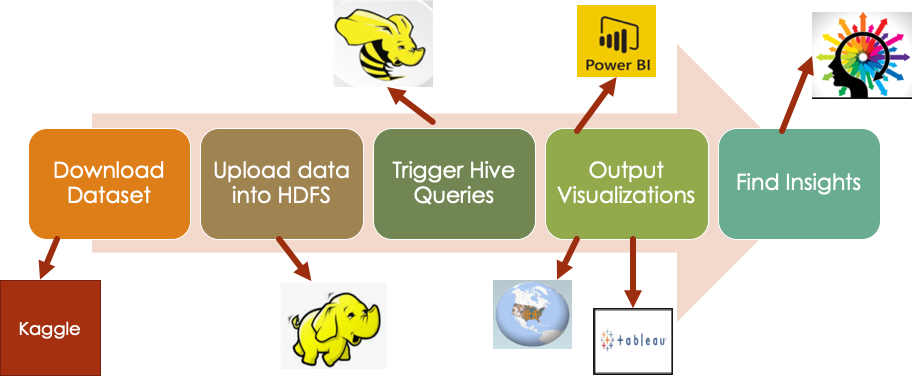 Power BI
Download
Dataset
Upload data
into HDFS
Trigger Hive
Queries
Output
Visualizations
Find Insights
Kaggle
+ableau